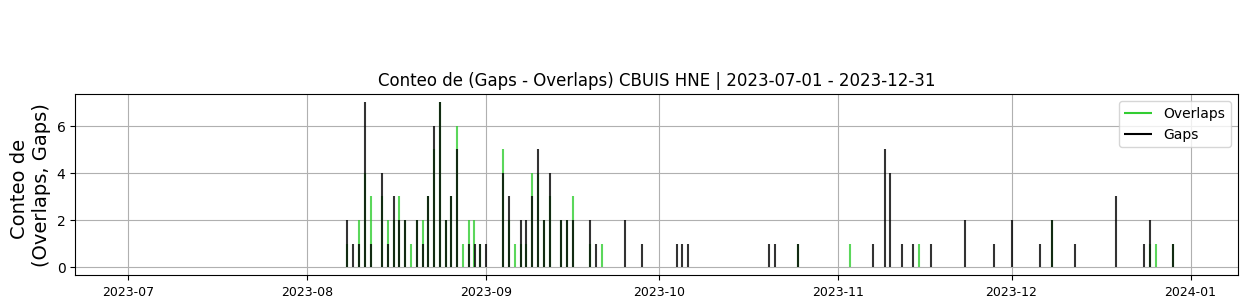 Conteo de (Gaps - Overlaps) CBUIS HNE | 2023-07-01 - 2023-12-31
Conteo de
(Overlaps, Gaps)
6
4
2
0
Overlaps
Gaps
2023-07
2023-08
2023-09
2023-10
2023-11
2023-12
2024-01